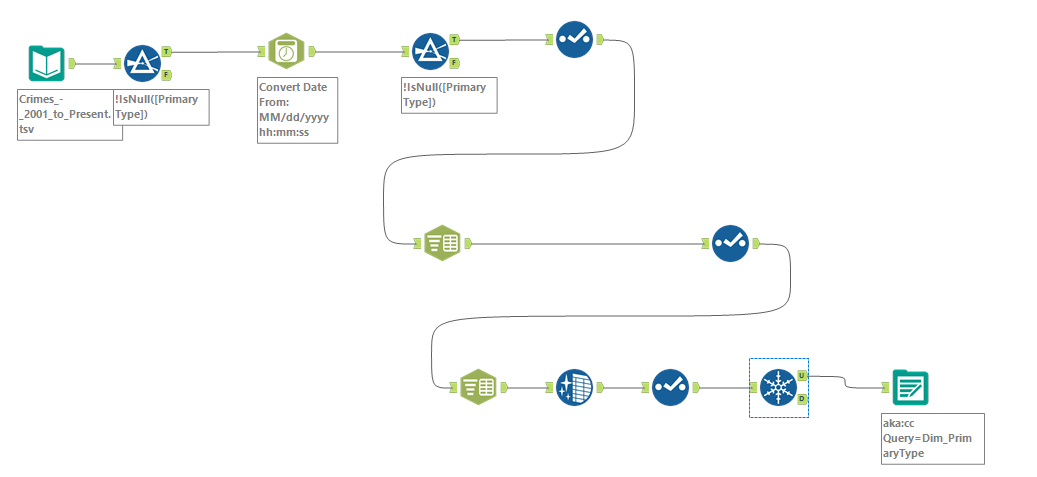 T
F
T
F
Crimes_-
_2001_to_Present.
tsv
!IsNull([Primary
Type])
Convert Date
From:
MM/dd/yyyy
hh:mm:ss
!IsNull([Primary
Type])
U
D
aka:cc
Query=Dim_Prim
aryType